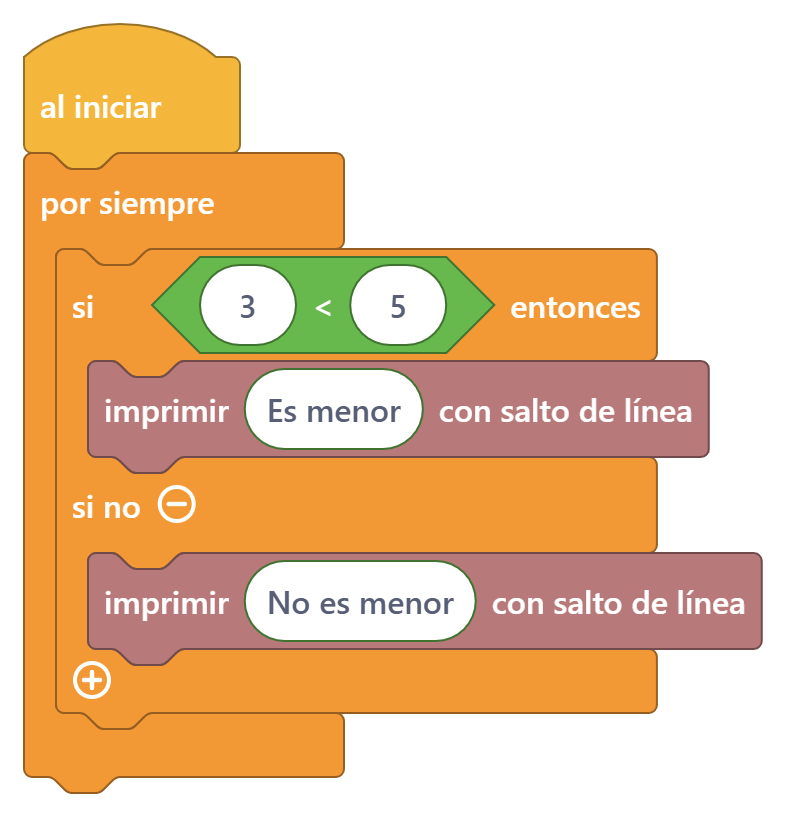 al iniciar
por siempre
si 3 < 5 entonces
imprimir Es menor con salto de línea
si no
imprimir No es menor con salto de línea